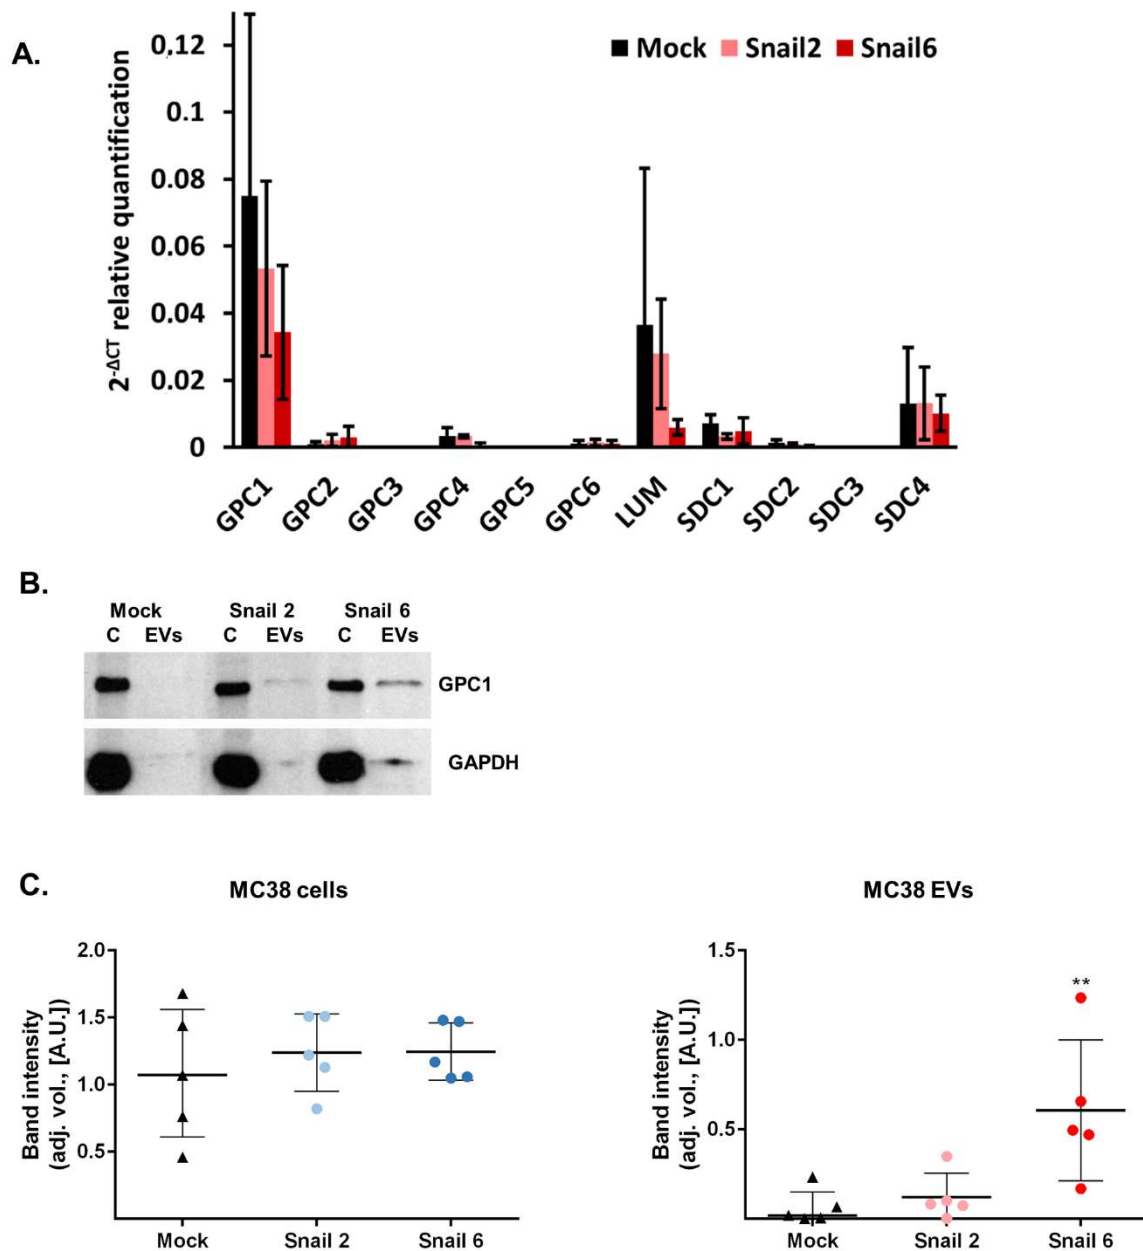 A.
Mock Snail2 Snail6
2-ΔCT relative quantification
0,12
0.1
0.08
0.06
0.04
0.02
0
GPC1 GPC2 GPC3 GPC4 GPC5 GPC6 LUM SDC1 SDC2 SDC3 SDC4
B.
Mock Snail 2 Snail 6
C EVs C EVs C EVs
GPC1
GAPDH
C.
MC38 cells
Band intensity
(adj. vol., [A.U.])
2.0
1.5
1.0
0.5
Mock Snail 2 Snail 6
MC38 EVs
Band intensity
(adj. vol., [A.U.])
1.5
1.0
0.5
**
Mock Snail 2 Snail 6